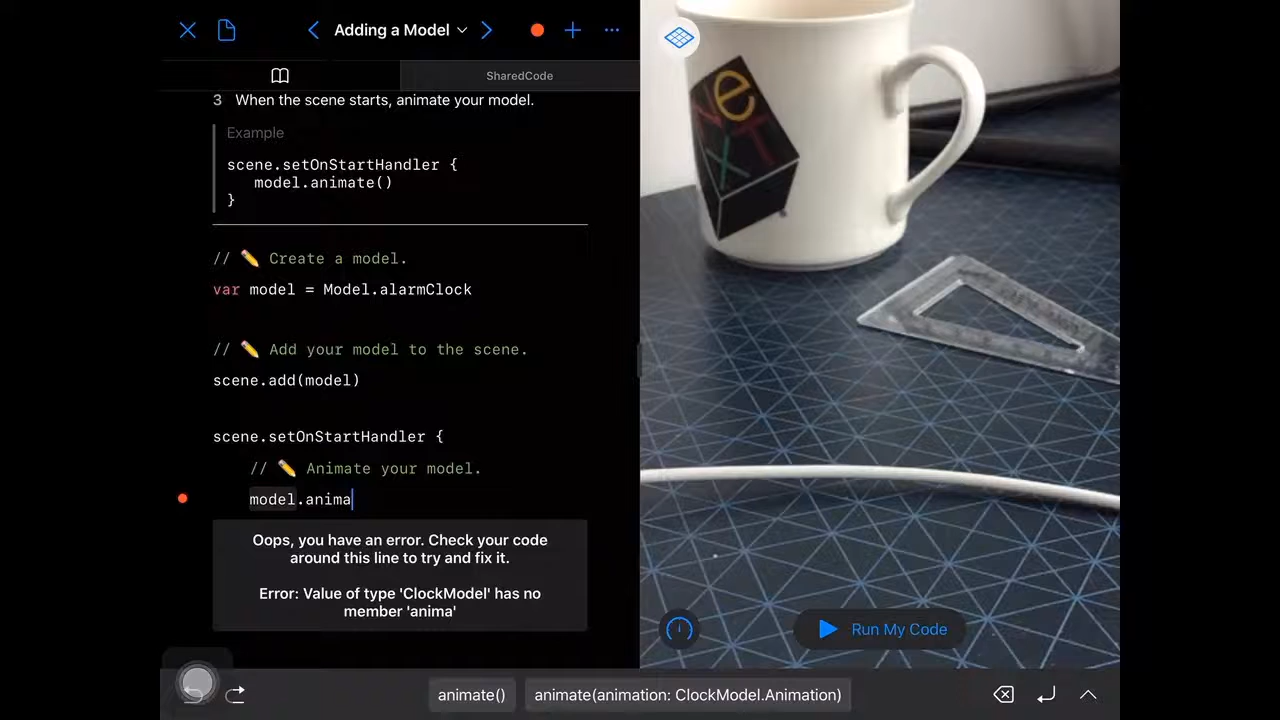 Adding a Model
SharedCode
3 When the scene starts, animate your model.
Example
scene.setOnStartHandler {
model.animate()
}
// ✏️ Create a model.
var model = Model.alarmClock
// ✏️ Add your model to the scene.
scene.add(model)
scene.setOnStartHandler {
// ✏️ Animate your model.
model.anima
Oops, you have an error. Check your code
around this line to try and fix it.
Error: Value of type 'ClockModel' has no
member 'anima'
animate()
animate(animation: ClockModel.Animation)
NeXT
Run My Code